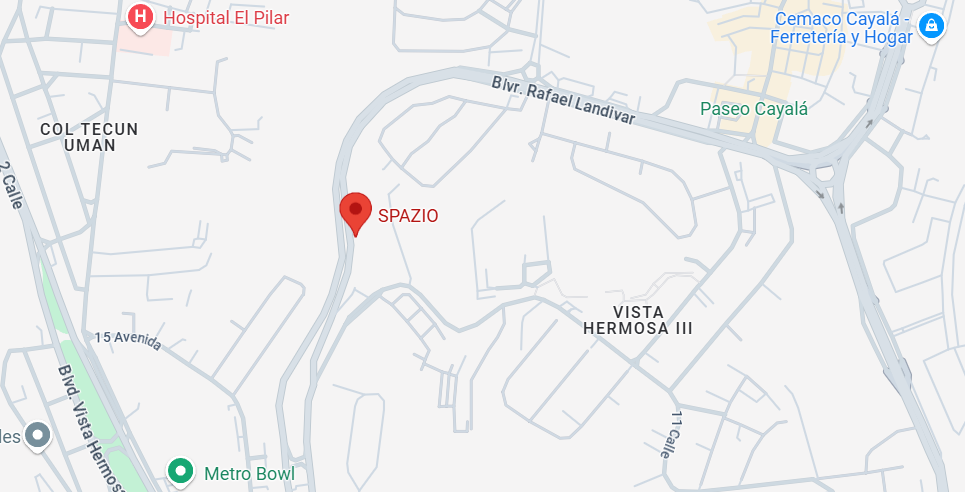 Hospital El Pilar
Cemaco Cayalá -
Ferretería y Hogar
Blvr. Rafael Landivar
Paseo Cayalá
COL TECUN
UMAN
2 Calle
SPAZIO
VISTA
HERMOSA III
15 Avenida
Blvd. Vista Hermosa
11 Calle
les
Metro Bowl